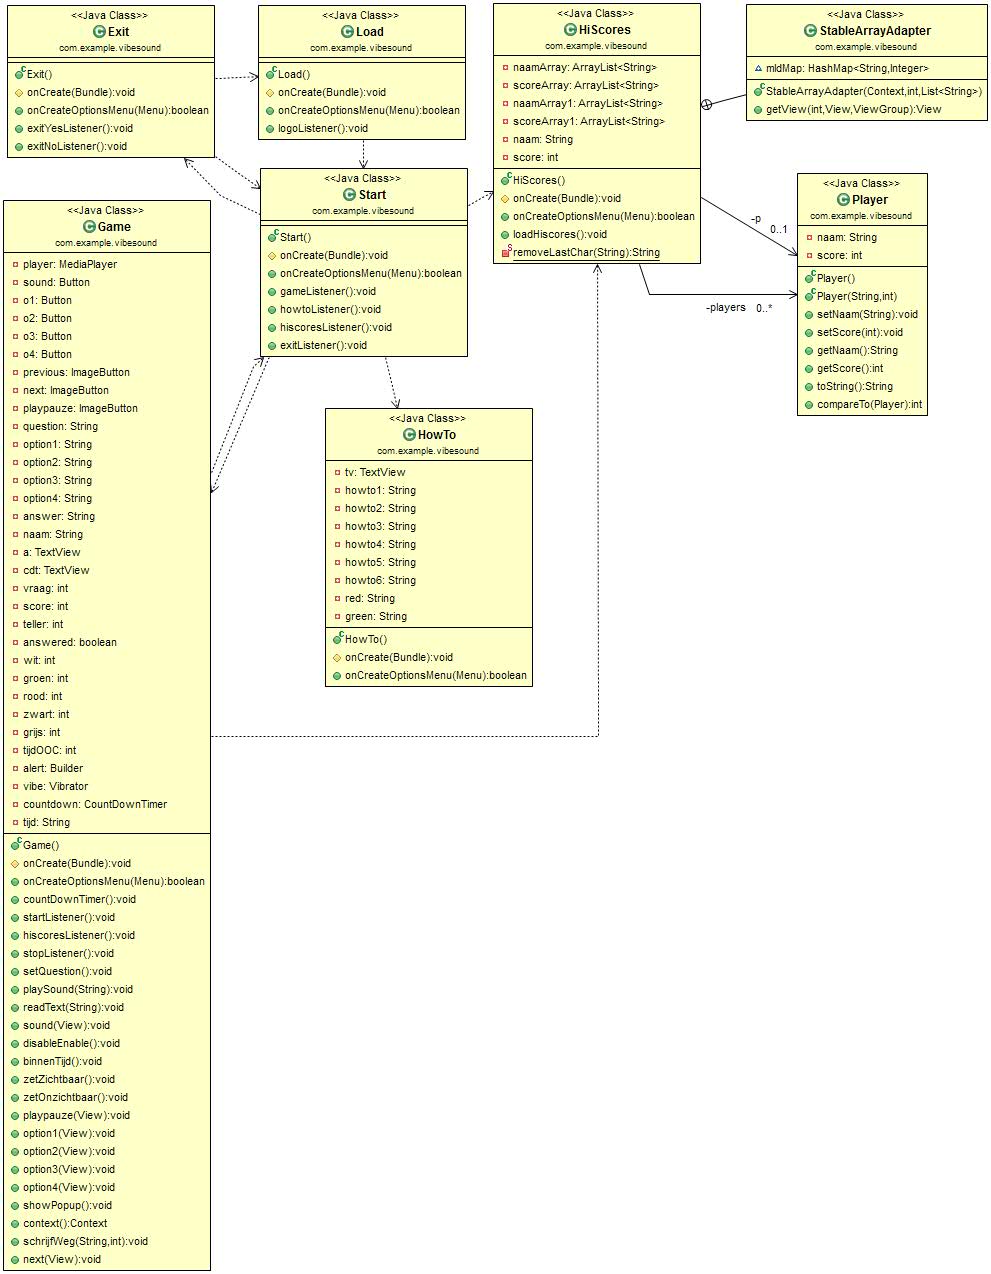 <<Java Class>>
Exit
com.example.vibesound
Exit()
onCreate(Bundle):void
onCreateOptionsMenu(Menu):boolean
exitYesListener():void
exitNoListener():void
<<Java Class>>
Load
com.example.vibesound
Load()
onCreate(Bundle):void
onCreateOptionsMenu(Menu):boolean
logoListener():void
<<Java Class>>
HiScores
com.example.vibesound
naamArray: ArrayList<String>
scoreArray: ArrayList<String>
naamArray1: ArrayList<String>
scoreArray1: ArrayList<String>
naam: String
score: int
HiScores()
onCreate(Bundle):void
onCreateOptionsMenu(Menu):boolean
loadHiscores():void
removeLastChar(String):String
<<Java Class>>
StableArrayAdapter
com.example.vibesound
mIdMap: HashMap<String,Integer>
StableArrayAdapter(Context,int,List<String>)
getView(int,View,ViewGroup):View
-p
0..1
-players 0..*
<<Java Class>>
Player
com.example.vibesound
naam: String
score: int
Player()
Player(String,int)
setNaam(String):void
setScore(int):void
getNaam():String
getScore():int
toString():String
compareTo(Player):int
<<Java Class>>
Start
com.example.vibesound
Start()
onCreate(Bundle):void
onCreateOptionsMenu(Menu):boolean
gameListener():void
howtoListener():void
hiscoresListener():void
exitListener():void
<<Java Class>>
Game
com.example.vibesound
player: MediaPlayer
sound: Button
o1: Button
o2: Button
o3: Button
o4: Button
previous: ImageButton
next: ImageButton
playpauze: ImageButton
question: String
option1: String
option2: String
option3: String
option4: String
answer: String
naam: String
a: TextView
cdt: TextView
vraag: int
score: int
teller: int
answered: boolean
wit: int
groen: int
rood: int
zwart: int
grijs: int
tijdOOC: int
alert: Builder
vibe: Vibrator
countdown: CountDownTimer
tijd: String
Game()
onCreate(Bundle):void
onCreateOptionsMenu(Menu):boolean
countDownTimer():void
startListener():void
hiscoresListener():void
stopListener():void
setQuestion():void
playSound(String):void
readText(String):void
sound(View):void
disableEnable():void
binnenTijd():void
zetZichtbaar():void
zetOnzichtbaar():void
playpauze(View):void
option1(View):void
option2(View):void
option3(View):void
option4(View):void
showPopup():void
context():Context
schrijfWeg(String,int):void
next(View):void
<<Java Class>>
HowTo
com.example.vibesound
tv: TextView
howto1: String
howto2: String
howto3: String
howto4: String
howto5: String
howto6: String
red: String
green: String
HowTo()
onCreate(Bundle):void
onCreateOptionsMenu(Menu):boolean